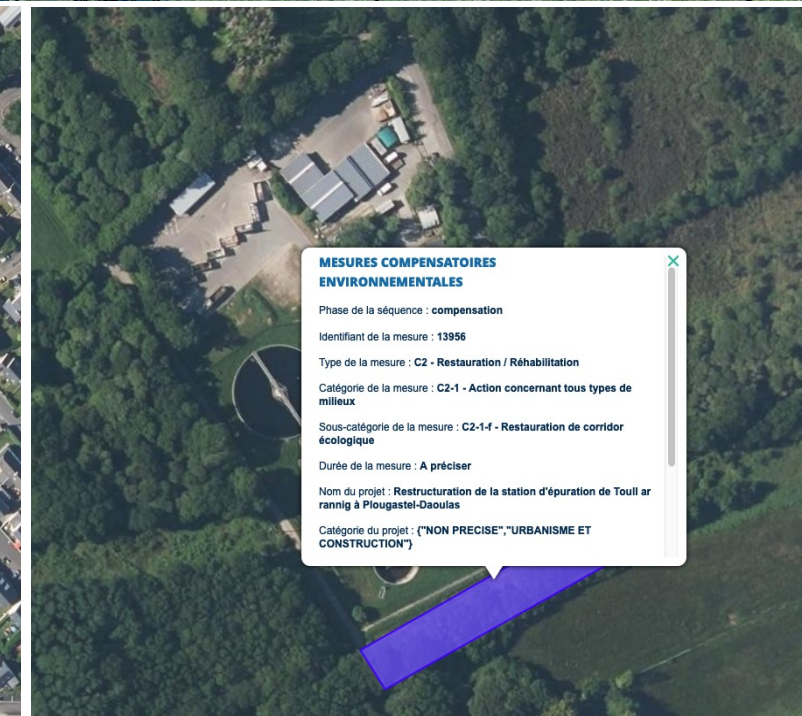 MESURES COMPENSATOIRES
ENVIRONNEMENTALES
Phase de la séquence : compensation
Identifiant de la mesure : 13956
Type de la mesure : C2 - Restauration / Réhabilitation
Catégorie de la mesure : C2-1 - Action concernant tous types de
milieux
Sous-catégorie de la mesure : C2-1-f - Restauration de corridor
écologique
Durée de la mesure : A préciser
Nom du projet : Restructuration de la station d'épuration de Toull ar
rannig à Plougastel-Daoulas
Catégorie du projet : {"NON PRECISE","URBANISME ET
CONSTRUCTION"}